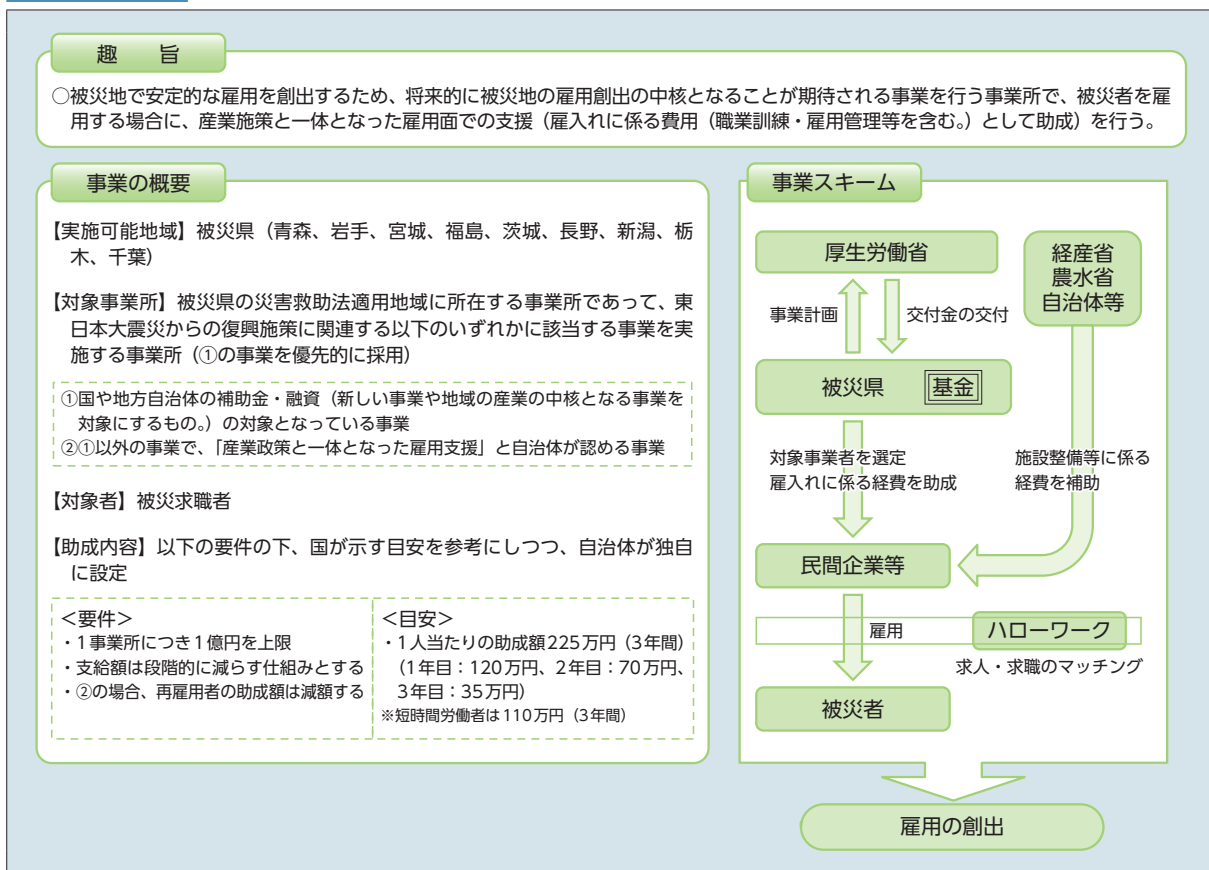 趣　旨
○被災地で安定的な雇用を創出するため、将来的に被災地の雇用創出の中核となることが期待される事業を行う事業所で、被災者を雇
用する場合に、産業施策と一体となった雇用面での支援（雇入れに係る費用（職業訓練・雇用管理等を含む。）として助成）を行う。
事業の概要
【実施可能地域】被災県（青森、岩手、宮城、福島、茨城、長野、新潟、栃
木、千葉）
【対象事業所】被災県の災害救助法適用地域に所在する事業所であって、東
日本大震災からの復興施策に関連する以下のいずれかに該当する事業を実
施する事業所（①の事業を優先的に採用）
①国や地方自治体の補助金・融資（新しい事業や地域の産業の中核となる事業を
対象にするもの。）の対象となっている事業
②①以外の事業で、「産業政策と一体となった雇用支援」と自治体が認める事業
【対象者】被災求職者
【助成内容】以下の要件の下、国が示す目安を参考にしつつ、自治体が独自
に設定
＜要件＞
・1事業所につき1億円を上限
・支給額は段階的に減らす仕組みとする
・②の場合、再雇用者の助成額は減額する
＜目安＞
・1人当たりの助成額225万円（3年間）
（1年目：120万円、2年目：70万円、
3年目：35万円）
※短時間労働者は110万円（3年間）
事業スキーム
厚生労働省
経産省
農水省
自治体等
事業計画
交付金の交付
被災県　基金
対象事業者を選定
雇入れに係る経費を助成
施設整備等に係る
経費を補助
民間企業等
雇用
ハローワーク
求人・求職のマッチング
被災者
雇用の創出